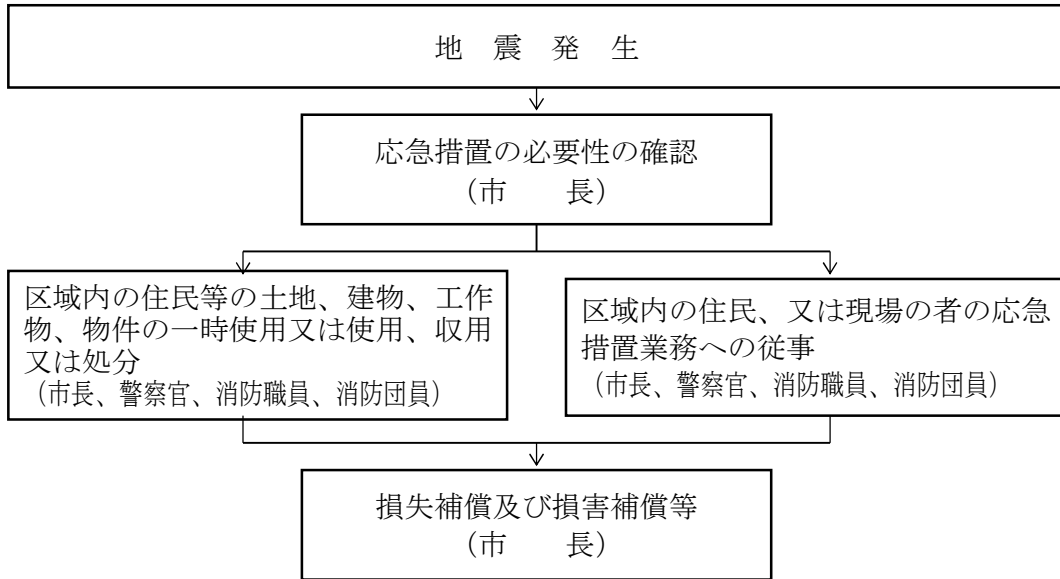 地　震　発　生
応急措置の必要性の確認
（市　　長）
区域内の住民等の土地、建物、工作
物、物件の一時使用又は使用、収用
又は処分
（市長、警察官、消防職員、消防団員）
区域内の住民、又は現場の者の応急
措置業務への従事
（市長、警察官、消防職員、消防団員）
損失補償及び損害補償等
（市　　長）